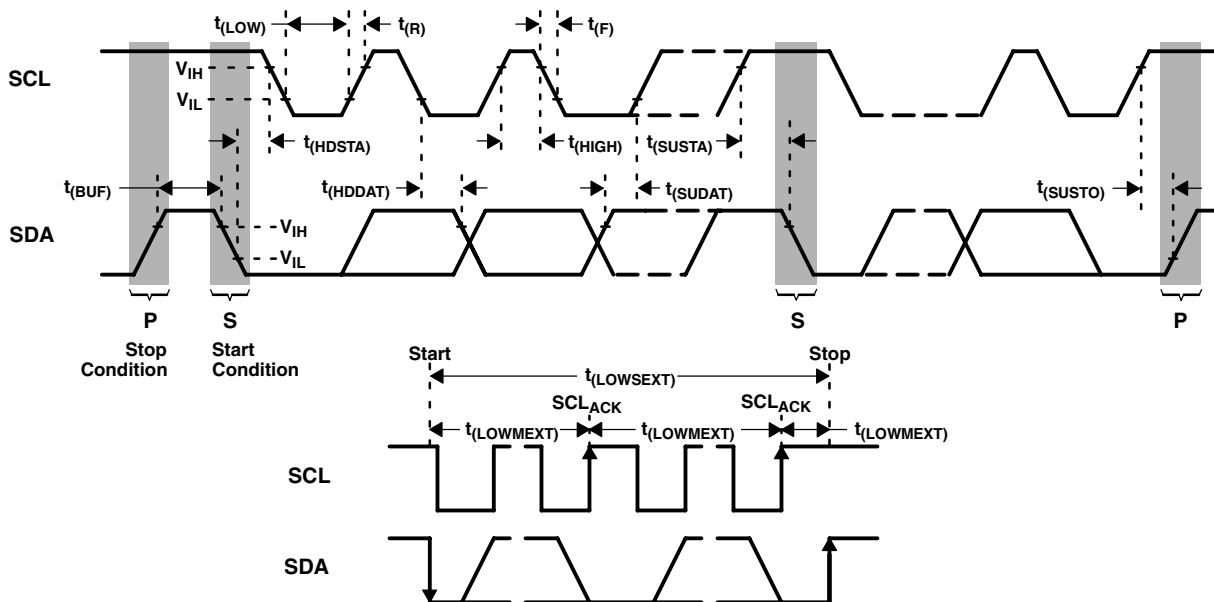 t(LOW) t(R) t(F)
SCL
VIH
VIL
t(HDSTA) t(HIGH) t(SUSTA)
t(BUF) t(HDDAT) t(SUDAT) t(SUSTO)
SDA
VIH
VIL
P S S P
Stop Condition
Start Condition
Start Stop
t(LOWSEXT)
SCLACK SCLACK
t(LOWMEXT) t(LOWMEXT) t(LOWMEXT)
SCL
SDA